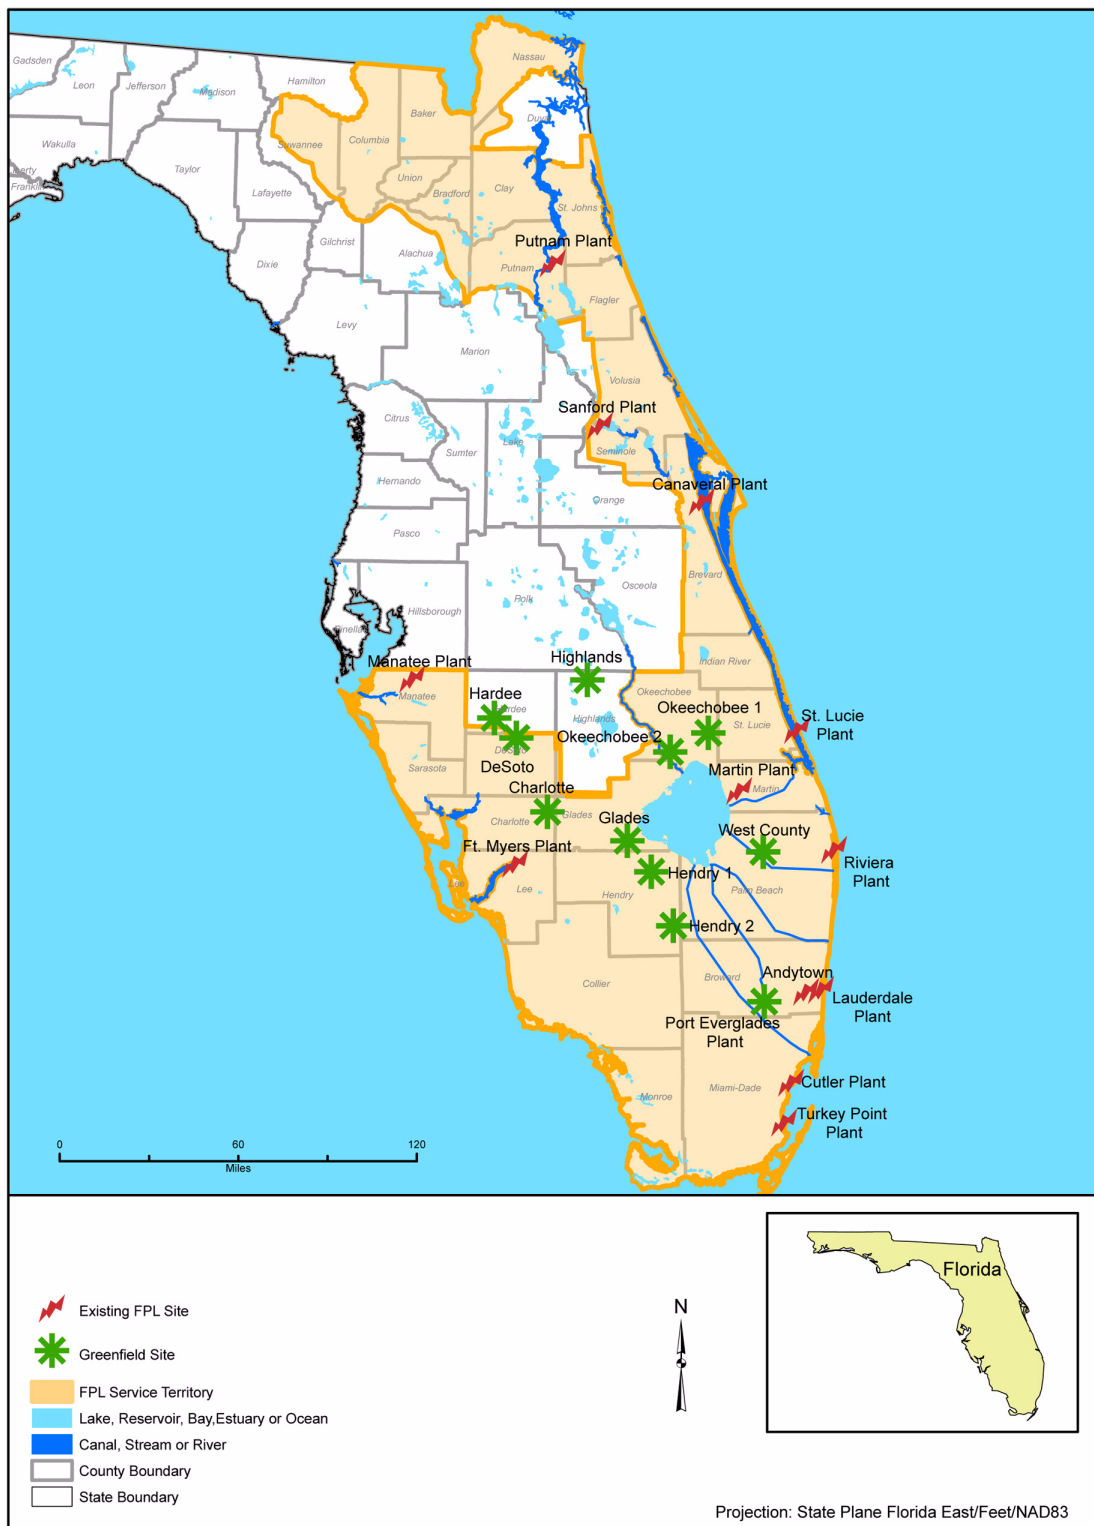 Nassau
Gadsden
Leon
Jefferson
Madison
Hamilton
Baker
Duval
Wakulla
Taylor
Suwannee
Columbia
Liberty
Franklin
Lafayette
Union
Bradford
Clay
St. Johns
Gilchrist
Alachua
Dixie
Putnam Plant
Putnam
Flagler
Levy
Marion
Volusia
Sanford Plant
Citrus
Sumter
Lake
Seminole
Hernando
Canaveral Plant
Orange
Pasco
Brevard
Osceola
Polk
Hillsborough
Pinellas
Manatee Plant
Highlands
Indian River
Manatee
Hardee
Hardee
Okeechobee
Okeechobee 1
Highlands
St. Lucie
St. Lucie
Plant
Okeechobee 2
DeSoto
DeSoto
Sarasota
Martin Plant
Martin
Charlotte
Charlotte
Glades
Glades
West County
Ft. Myers Plant
Riviera
Plant
Hendry 1
Lee
Lee
Hendry
Palm Beach
Hendry 2
Collier
Broward
Andytown
Lauderdale
Plant
Port Everglades
Plant
Cutler Plant
Miami-Dade
Monroe
Turkey Point
Plant
0 60 120
Miles
Existing FPL Site
Greenfield Site
FPL Service Territory
Lake, Reservoir, Bay,Estuary or Ocean
Canal, Stream or River
County Boundary
State Boundary
N
Florida
Projection: State Plane Florida East/Feet/NAD83